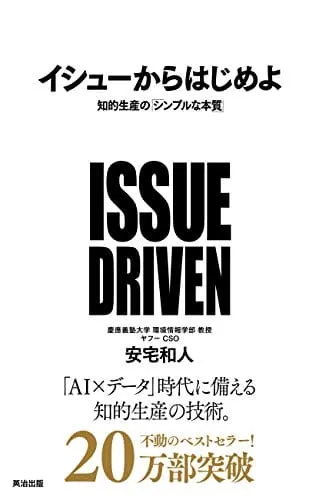 イシューからはじめよ
知的生産の「シンプルな本質」
ISSUE
DRIVEN
慶應義塾大学 環境情報学部 教授
ヤフー CSO
安宅和人
「AI×データ」時代に備える
知的生産の技術。
不動のベストセラー!
20万部突破
英治出版